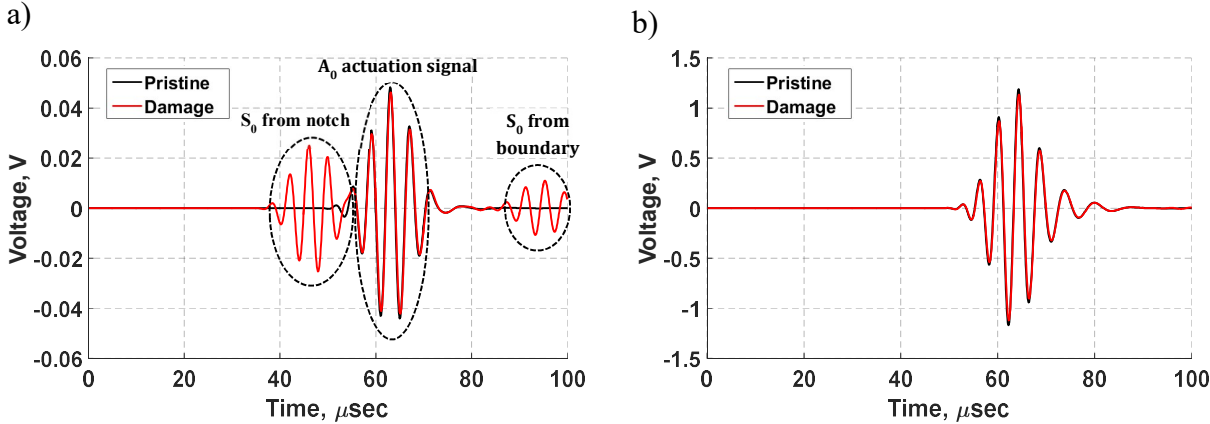 a)
0.06
0.04
0.02
0
-0.02
-0.04
-0.06
Voltage, V
Pristine
Damage
A0 actuation signal
S0 from notch
S0 from
boundary
0 20 40 60 80 100
Time, μsec
b)
1.5
1
0.5
0
-0.5
-1
-1.5
Voltage, V
Pristine
Damage
0 20 40 60 80 100
Time, μsec